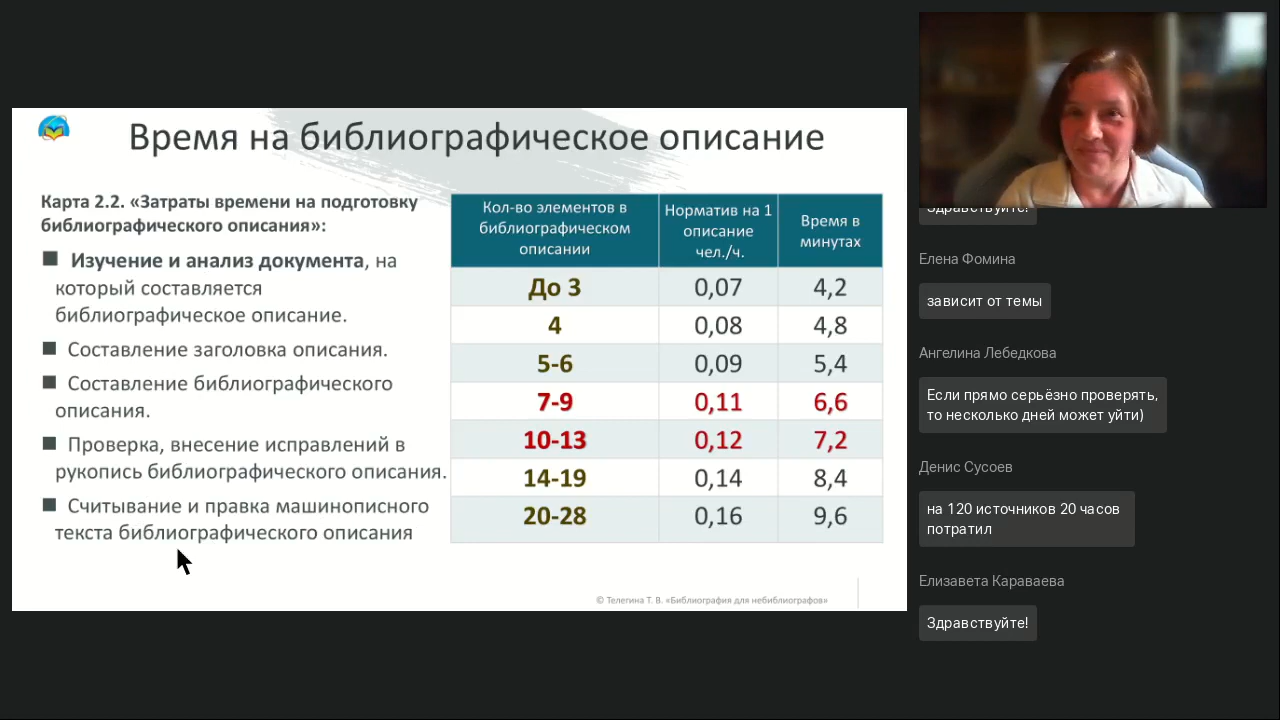 Время на библиографическое описание
Карта 2.2. «Затраты времени на подготовку
библиографического описания»:
Изучение и анализ документа, на
который составляется
библиографическое описание.
Составление заголовка описания.
Составление библиографического
описания.
Проверка, внесение исправлений в
рукопись библиографического описания.
Считывание и правка машинописного
текста библиографического описания
Кол-во элементов в
библиографическом
описании
Норматив на 1
описание
чел./ч.
Время в
минутах
До 3 0,07 4,2
4 0,08 4,8
5-6 0,09 5,4
7-9 0,11 6,6
10-13 0,12 7,2
14-19 0,14 8,4
20-28 0,16 9,6
© Телегина Т. В. «Библиография для небиблиографов»
Здравствуйте!
Елена Фомина
зависит от темы
Ангелина Лебедкова
Если прямо серьёзно проверять,
то несколько дней может уйти)
Денис Сусоев
на 120 источников 20 часов
потратил
Елизавета Караваева
Здравствуйте!